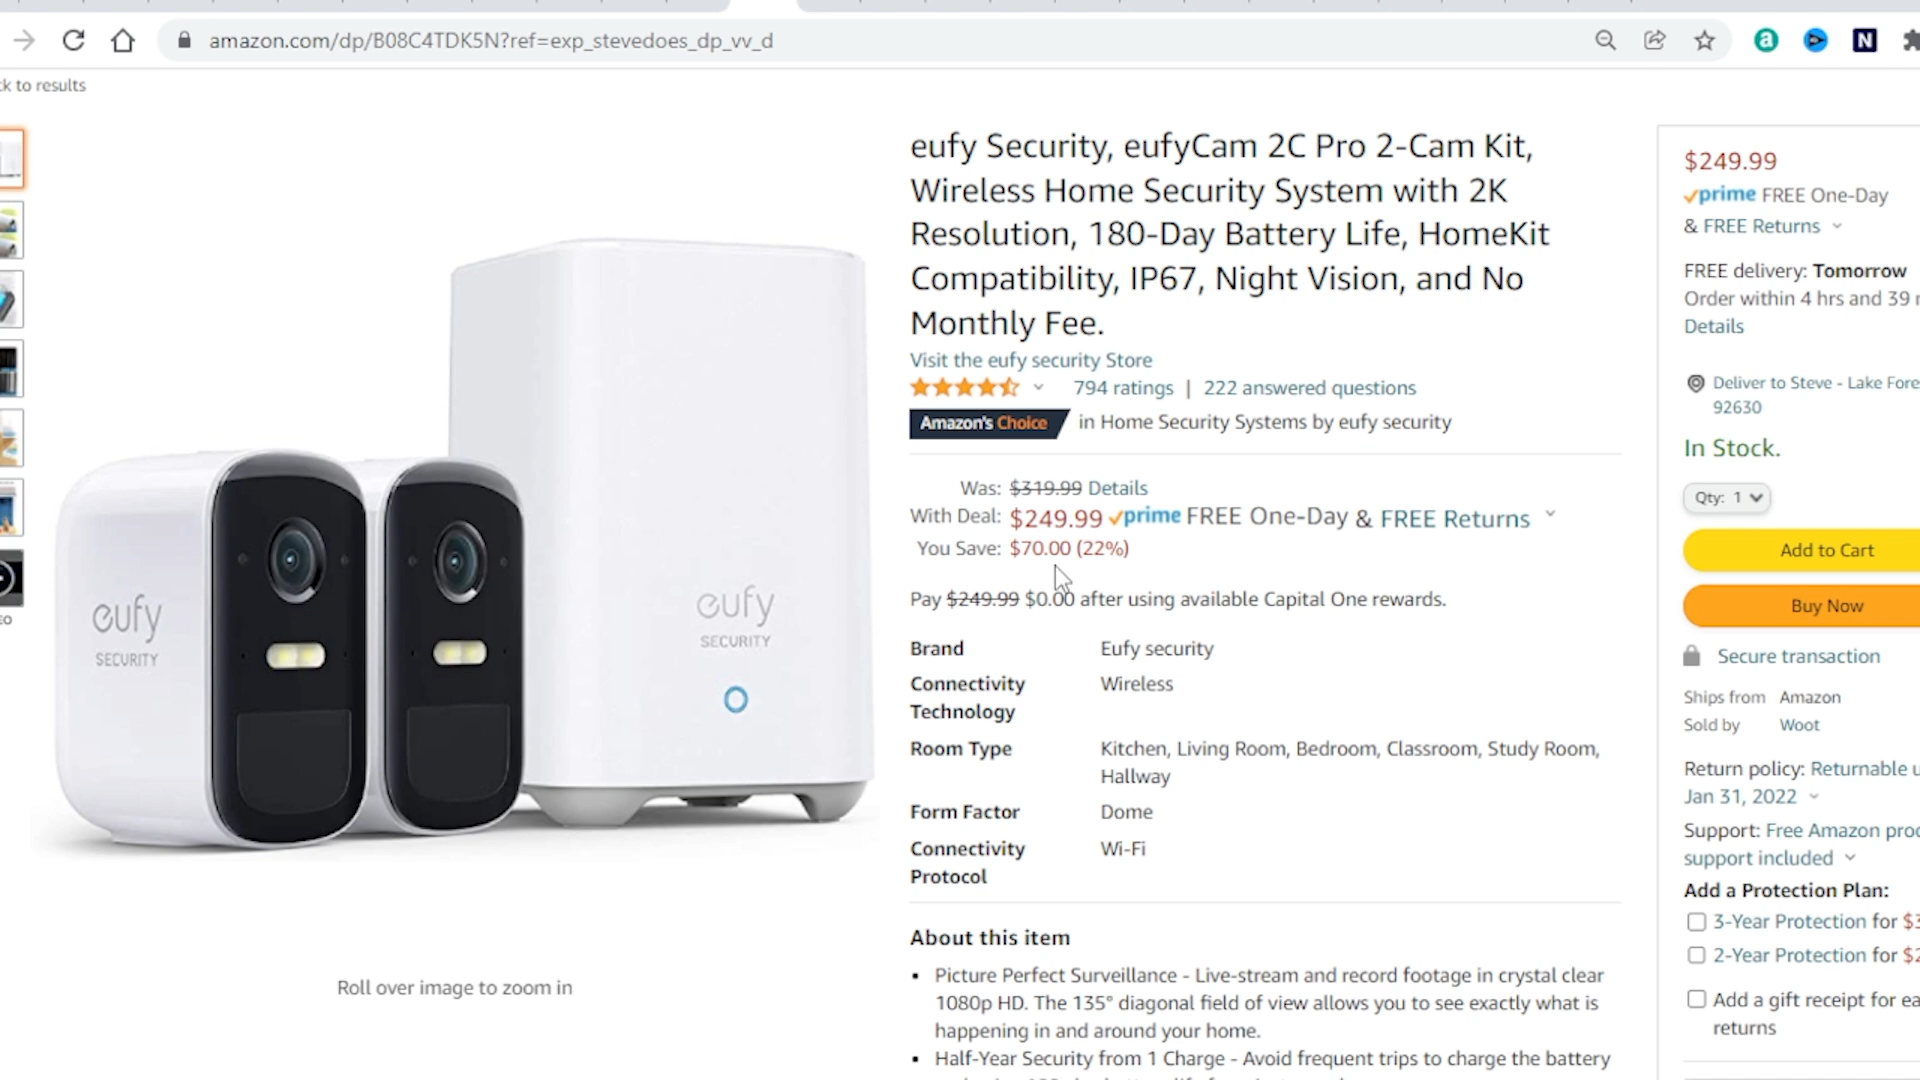 amazon.com/dp/B08C4TDK5N?ref=exp_stevedoes_dp_vv_d
a
N
ck to results
eufy Security, eufyCam 2C Pro 2-Cam Kit,
Wireless Home Security System with 2K
Resolution, 180-Day Battery Life, HomeKit
Compatibility, IP67, Night Vision, and No
Monthly Fee.
Visit the eufy security Store
794 ratings | 222 answered questions
Amazon's Choice in Home Security Systems by eufy security
Was: $319.99 Details
With Deal: $249.99 prime FREE One-Day & FREE Returns
You Save: $70.00 (22%)
Pay $249.99 $0.00 after using available Capital One rewards.
Brand Eufy security
Connectivity Wireless
Technology
Room Type Kitchen, Living Room, Bedroom, Classroom, Study Room,
Hallway
Form Factor Dome
Connectivity Wi-Fi
Protocol
About this item
Picture Perfect Surveillance - Live-stream and record footage in crystal clear
1080p HD. The 135° diagonal field of view allows you to see exactly what is
happening in and around your home.
Half-Year Security from 1 Charge - Avoid frequent trips to charge the battery
eufy
SECURITY
eufy
SECURITY
Roll over image to zoom in
$249.99
prime FREE One-Day
& FREE Returns
FREE delivery: Tomorrow
Order within 4 hrs and 39
Details
Deliver to Steve - Lake Fore
92630
In Stock.
Qty: 1
Add to Cart
Buy Now
Secure transaction
Ships from Amazon
Sold by Woot
Return policy: Returnable
Jan 31, 2022
Support: Free Amazon
support included
Add a Protection Plan:
3-Year Protection for $3
2-Year Protection for $2
Add a gift receipt for
returns